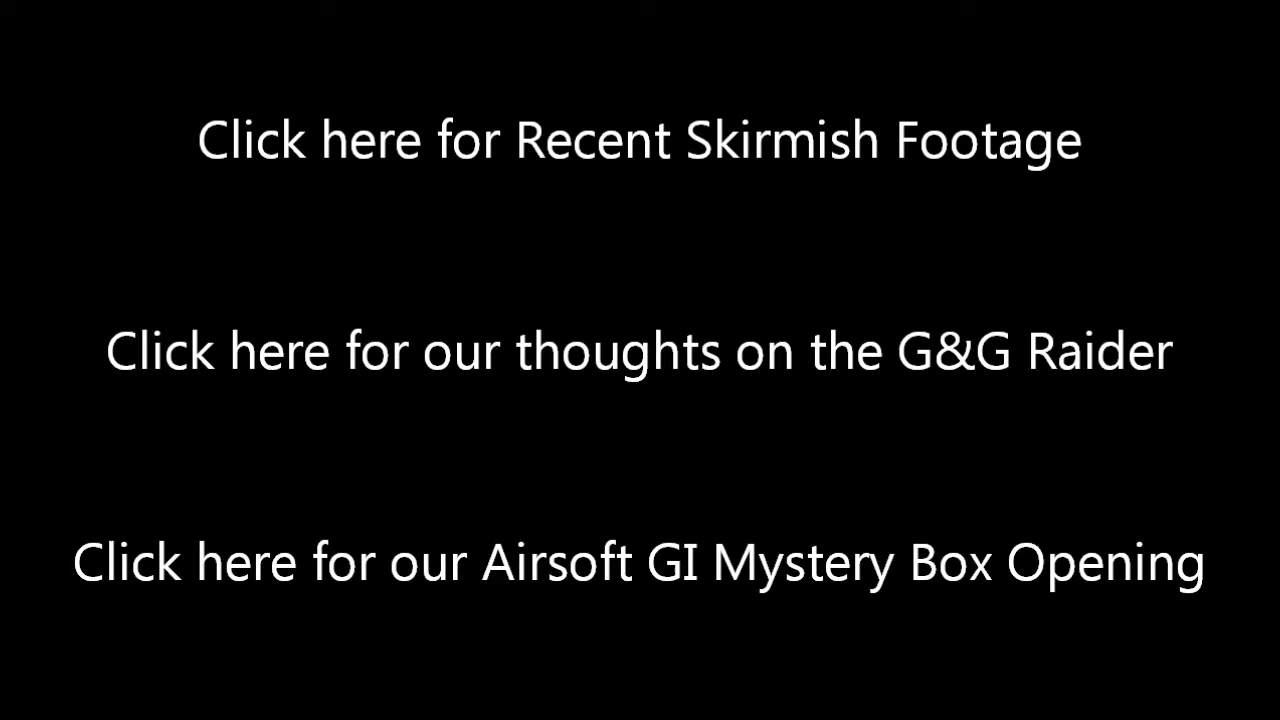 Click here for Recent Skirmish Footage
Click here for our thoughts on the G&G Raider
Click here for our Airsoft GI Mystery Box Opening